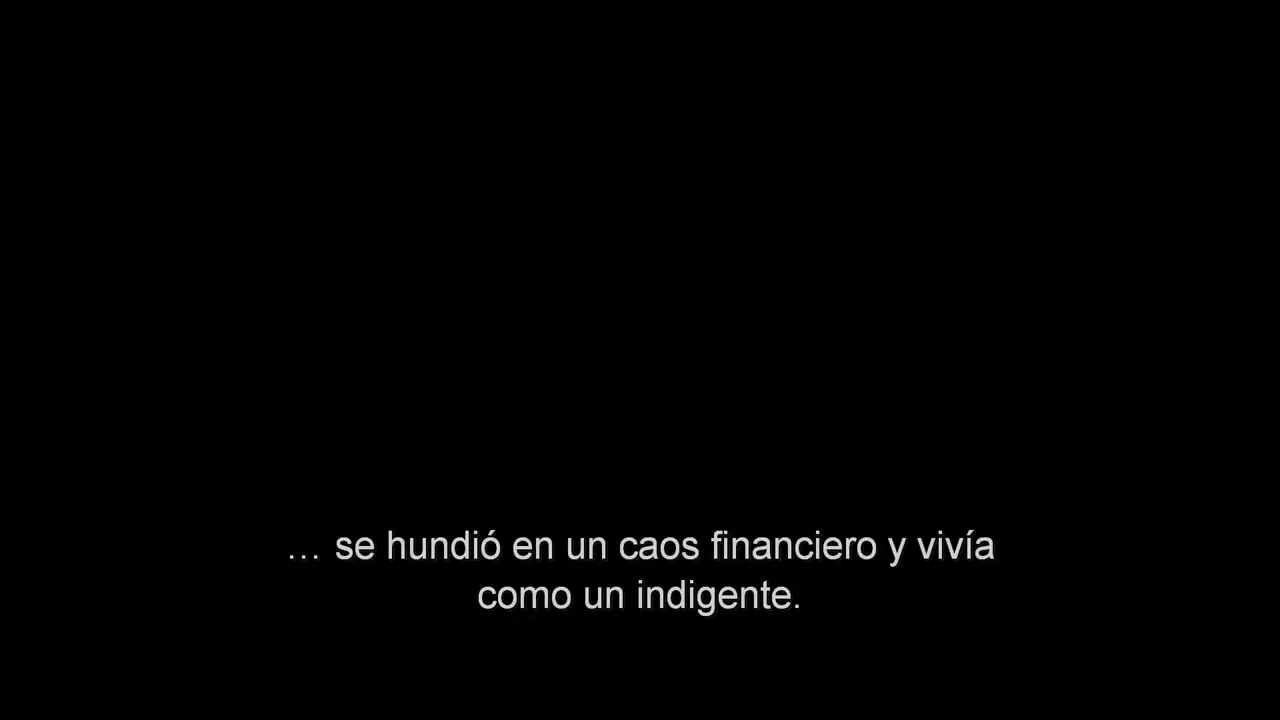 … se hundió en un caos financiero y vivía
como un indigente.